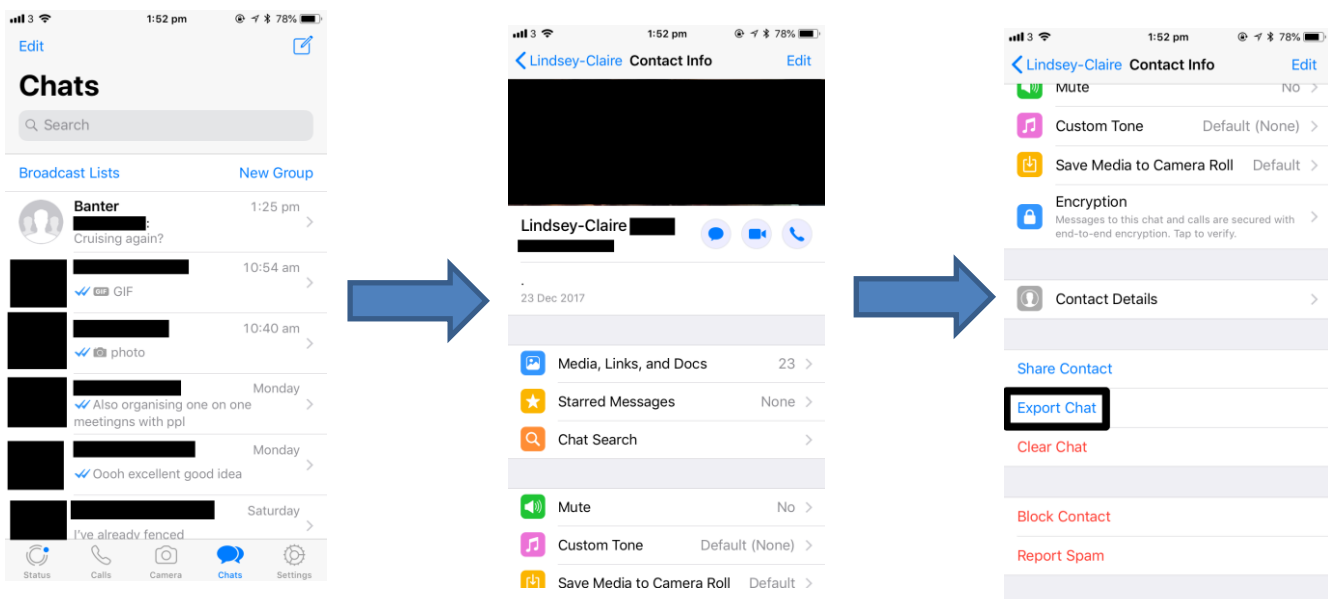 3 1:52 pm 78%
Edit
Chats
Search
Broadcast Lists New Group
Banter 1:25 pm
:
Cruising again?
10:54 am
GIF GIF
10:40 am
photo
Monday
Also organising one on one
meetingns with ppl
Monday
Oooh excellent good idea
Saturday
I've already fenced
Status Calls Camera Chats Settings
3 1:52 pm 78%
Lindsey-Claire Contact Info Edit
Lindsey-Claire
.
23 Dec 2017
Media, Links, and Docs 23
Starred Messages None
Chat Search
Mute No
Custom Tone Default (None)
Save Media to Camera Roll Default
3 1:52 pm 78%
Lindsey-Claire Contact Info Edit
Mute No
Custom Tone Default (None)
Save Media to Camera Roll Default
Encryption
Messages to this chat and calls are secured with
end-to-end encryption. Tap to verify.
Contact Details
Share Contact
Export Chat
Clear Chat
Block Contact
Report Spam